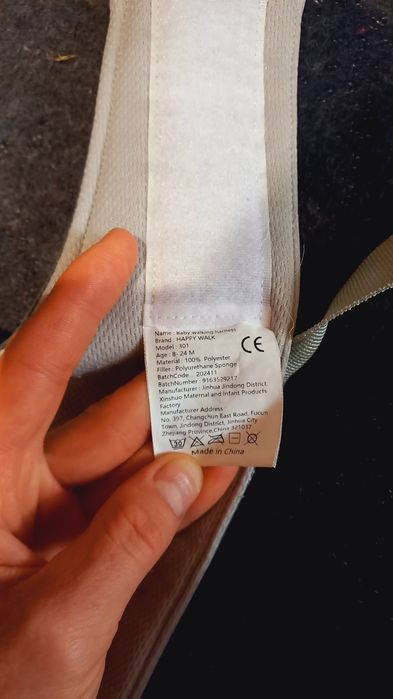 Name : Baby walking harness
Brand : HAPPY WALK
Model : 301
Age : 8- 24 M
Material : 100% Polyester
Filler : Polyurethane Sponge
BatchCode : 202411
BatchNumber : 9163529217
Manufacturer : Jinhua Jindong District
Xinshuo Maternal and Infant Products
Factory
Manufacturer Address
No. 397, Changchun East Road, Fucun
Town, Jindong District, Jinhua City
Zhejiang Province,China 321037
CE
30
Made in China